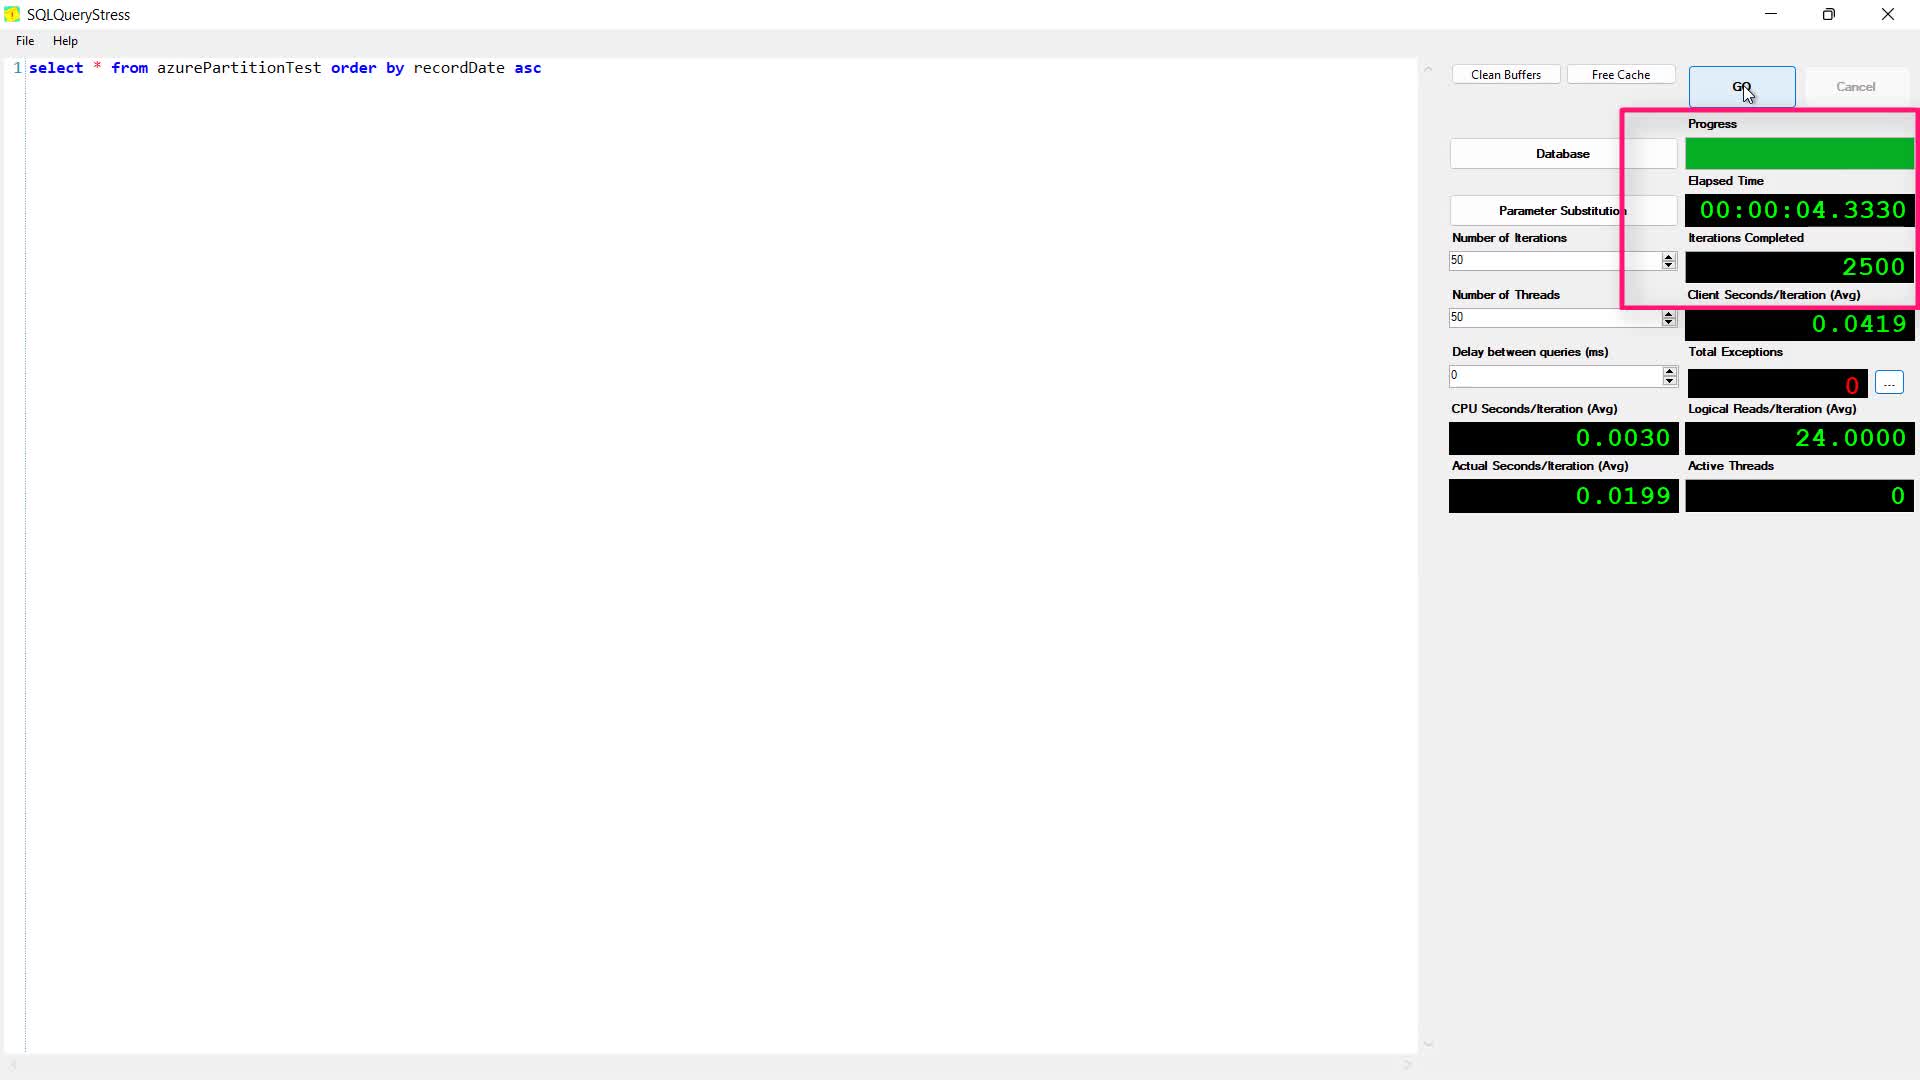 SQLQueryStress
File Help
1 select * from azurePartitionTest order by recordDate asc
Clean Buffers
Free Cache
GO
Cancel
Progress
Database
Elapsed Time
00:00:04.3330
Parameter Substitution
Number of Iterations
Iterations Completed
50
2500
Number of Threads
Client Seconds/Iteration (Avg)
50
0.0419
Delay between queries (ms)
Total Exceptions
0
0
...
CPU Seconds/Iteration (Avg)
Logical Reads/Iteration (Avg)
0.0030
24.0000
Actual Seconds/Iteration (Avg)
Active Threads
0.0199
0